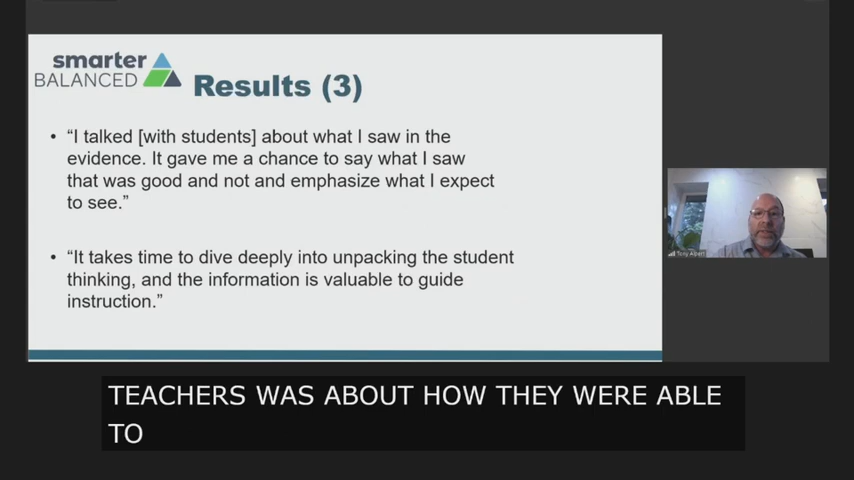 smarter
BALANCED
Results (3)
• “I talked [with students] about what I saw in the
evidence. It gave me a chance to say what I saw
that was good and not and emphasize what I expect
to see.”
• “It takes time to dive deeply into unpacking the student
thinking, and the information is valuable to guide
instruction.”
Tony Alpert
TEACHERS WAS ABOUT HOW THEY WERE ABLE
TO